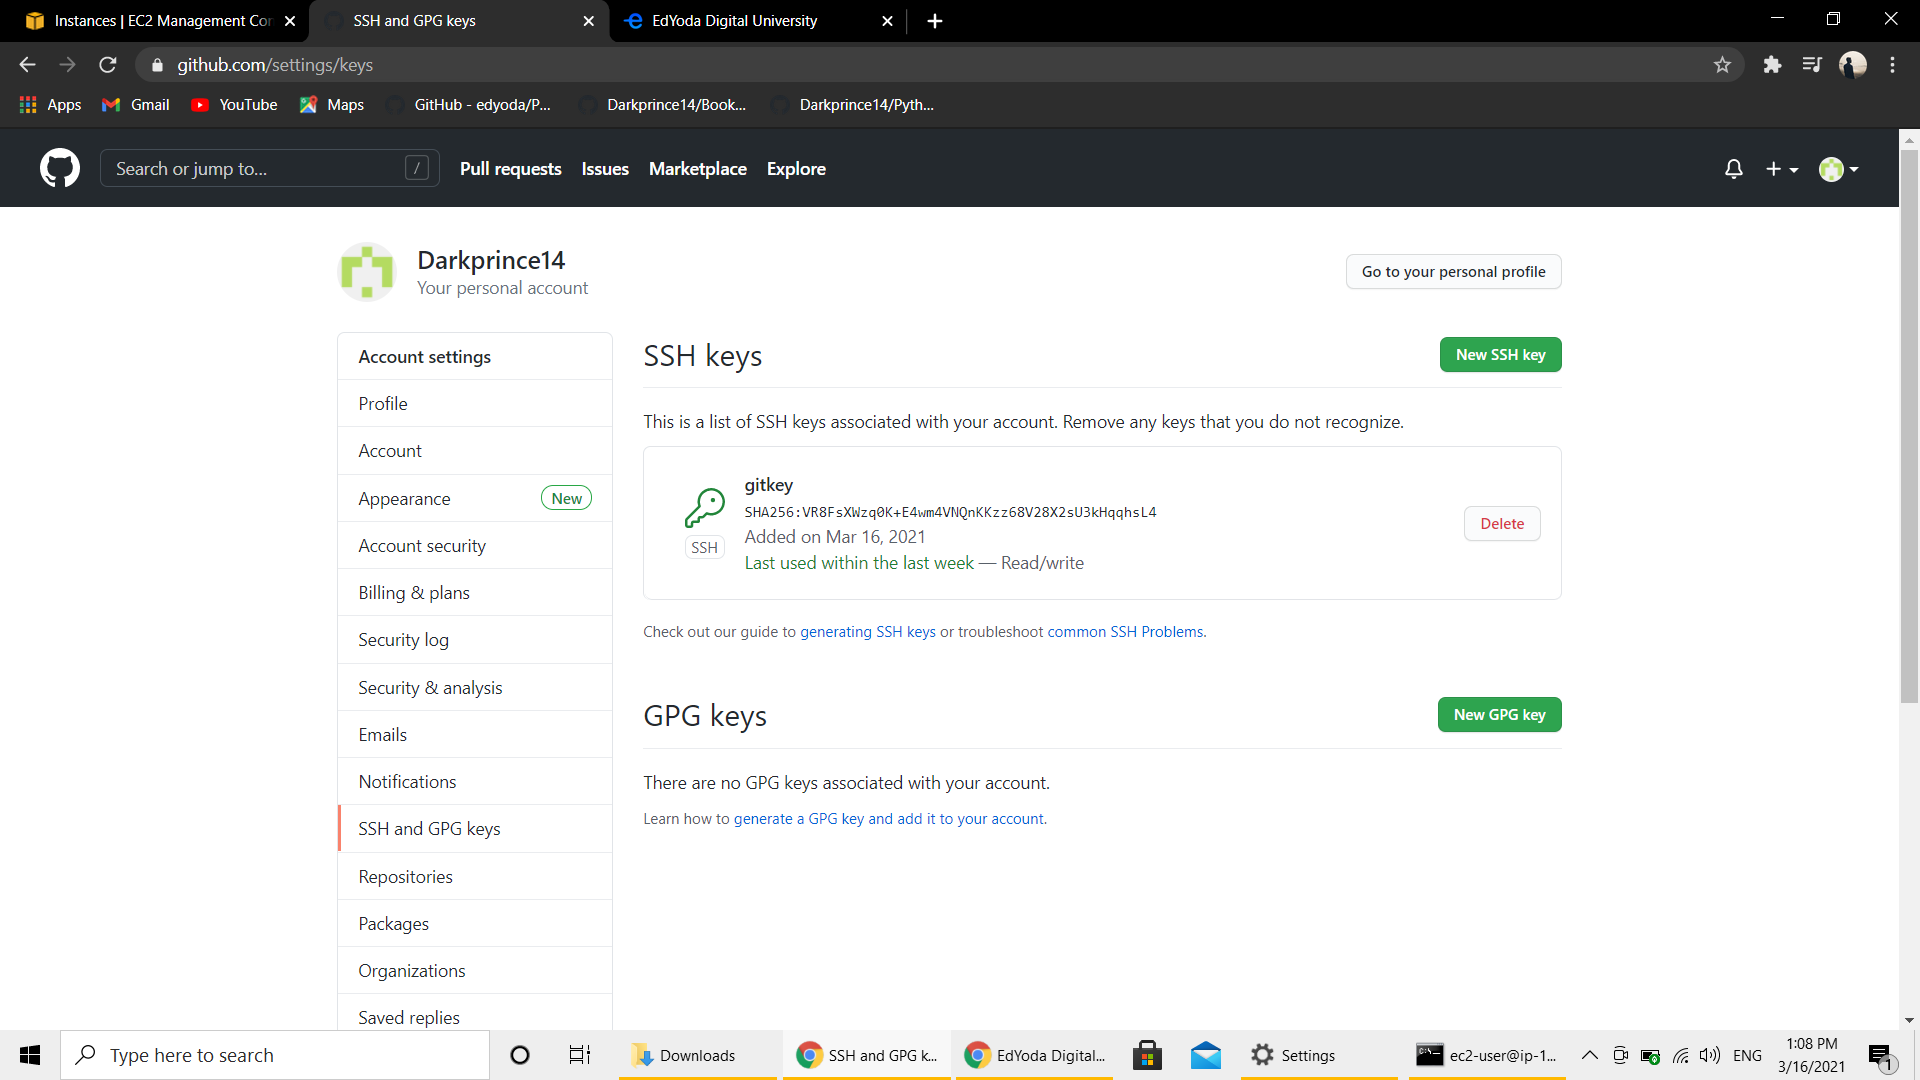 Instances | EC2 Management Con
SSH and GPG keys
EdYoda Digital University
github.com/settings/keys
Apps
Gmail
YouTube
Maps
GitHub - edyoda/P...
Darkprince14/Book...
Darkprince14/Pyth...
Search or jump to...
/
Pull requests
Issues
Marketplace
Explore
Darkprince14
Your personal account
Go to your personal profile
Account settings
Profile
Account
Appearance
New
Account security
Billing & plans
Security log
Security & analysis
Emails
Notifications
SSH and GPG keys
Repositories
Packages
Organizations
Saved replies
SSH keys
New SSH key
This is a list of SSH keys associated with your account. Remove any keys that you do not recognize.
gitkey
SHA256:VR8FsXWzq0K+E4wm4VNQnKKzz68V28X2sU3kHqqhsL4
Added on Mar 16, 2021
Last used within the last week — Read/write
SSH
Delete
Check out our guide to generating SSH keys or troubleshoot common SSH Problems.
GPG keys
New GPG key
There are no GPG keys associated with your account.
Learn how to generate a GPG key and add it to your account.
Type here to search
Downloads
SSH and GPG k...
EdYoda Digital...
Settings
ec2-user@ip-1...
ENG
1:08 PM
3/16/2021
1